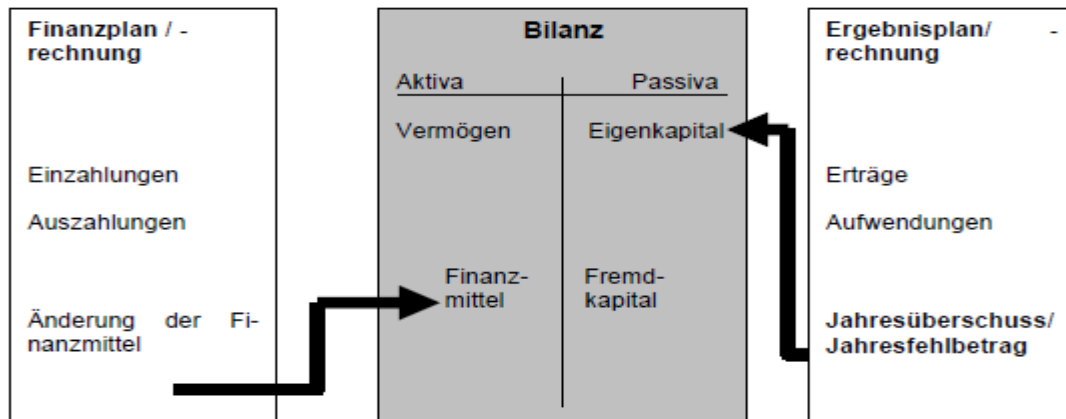 Finanzplan / -
rechnung
Einzahlungen
Auszahlungen
Änderung der Fi-
nanzmittel
Bilanz
Aktiva Passiva
Vermögen Eigenkapital
Finanz- Fremd-
mittel kapital
Ergebnisplan/ -
rechnung
Erträge
Aufwendungen
Jahresüberschuss/
Jahresfehlbetrag